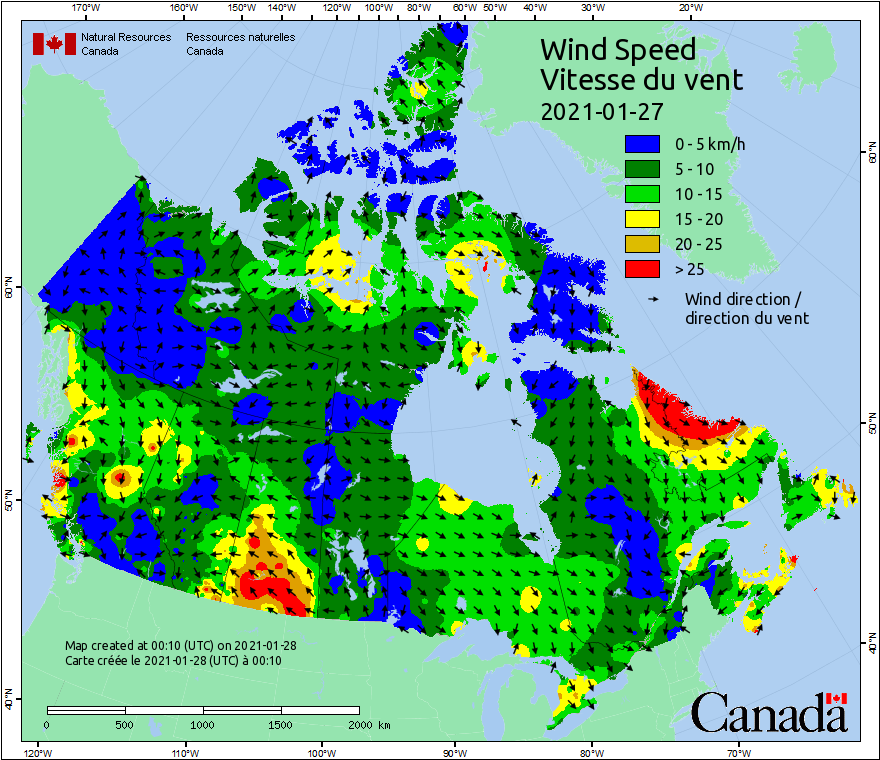 170°W 160°W 150°W 140°W 120°W 100°W 80°W 60°W 50°W 40°W 30°W 20°W
Natural Resources Ressources naturelles
Canada Canada
Wind Speed
Vitesse du vent
2021-01-27
0 - 5 km/h
5 - 10
10 - 15
15 - 20
20 - 25
> 25
Wind direction /
direction du vent
60°N 60°N
50°N 50°N
40°N 40°N
Map created at 00:10 (UTC) on 2021-01-28
Carte créée le 2021-01-28 (UTC) à 00:10
0 500 1000 1500 2000 km
Canada
120°W 110°W 100°W 90°W 80°W 70°W